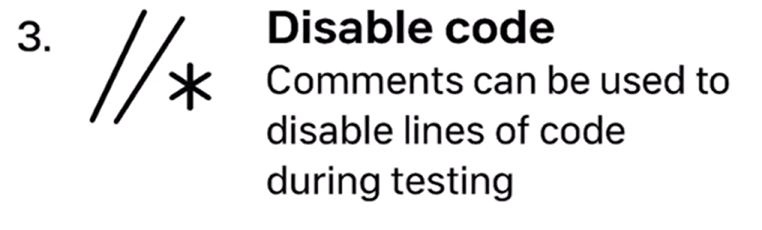 3. //* Disable code
Comments can be used to
disable lines of code
during testing